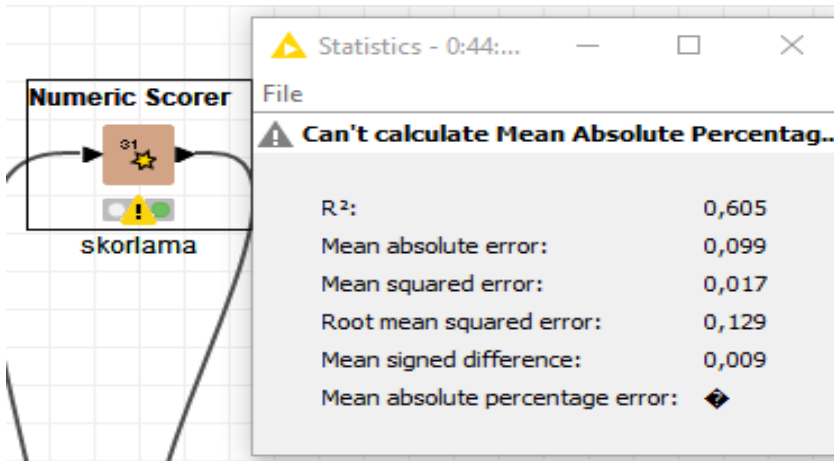 Statistics - 0:44:...
Numeric Scorer
File
Can't calculate Mean Absolute Percentag...
31
skorlama
R²: 0,605
Mean absolute error: 0,099
Mean squared error: 0,017
Root mean squared error: 0,129
Mean signed difference: 0,009
Mean absolute percentage error: �